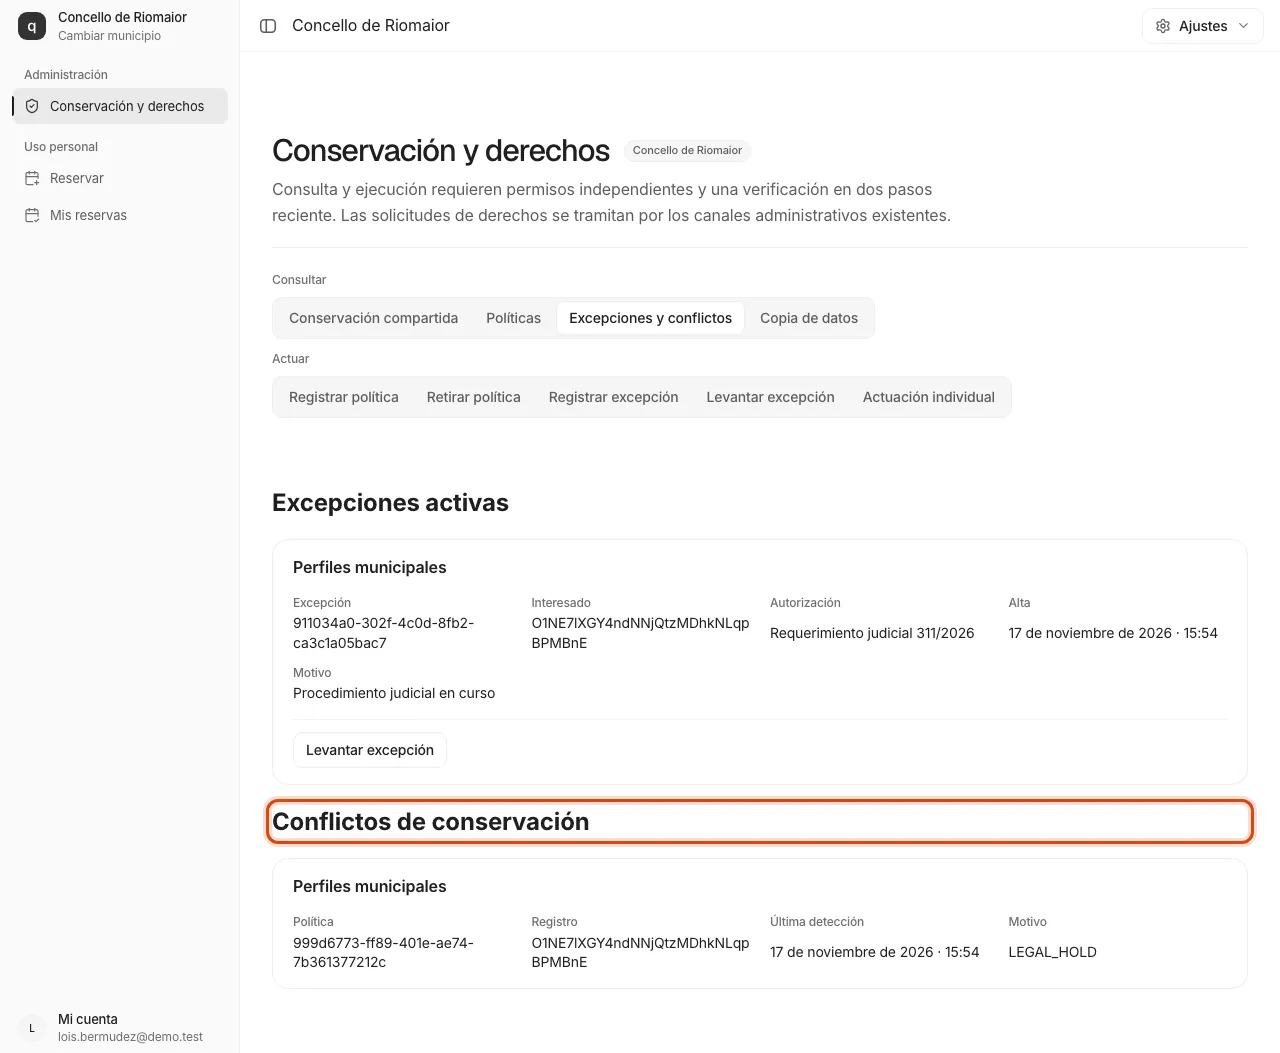 q
Concello de Riomaior
Cambiar municipio
Administración
Conservación y derechos
Uso personal
Reservar
Mis reservas
L
Mi cuenta
lois.bermudez@demo.test
Concello de Riomaior
Ajustes
Conservación y derechos
Concello de Riomaior
Consulta y ejecución requieren permisos independientes y una verificación en dos pasos
reciente. Las solicitudes de derechos se tramitan por los canales administrativos existentes.
Consultar
Conservación compartida Políticas Excepciones y conflictos Copia de datos
Actuar
Registrar política Retirar política Registrar excepción Levantar excepción Actuación individual
Excepciones activas
Perfiles municipales
Excepción
911034a0-302f-4c0d-8fb2-
ca3c1a05bac7
Interesado
O1NE7lXGY4ndNNjQtzMDhkNLqp
BPMBnE
Autorización
Requerimiento judicial 311/2026
Alta
17 de noviembre de 2026 · 15:54
Motivo
Procedimiento judicial en curso
Levantar excepción
Conflictos de conservación
Perfiles municipales
Política
999d6773-ff89-401e-ae74-
7b361377212c
Registro
O1NE7lXGY4ndNNjQtzMDhkNLqp
BPMBnE
Última detección
17 de noviembre de 2026 · 15:54
Motivo
LEGAL_HOLD